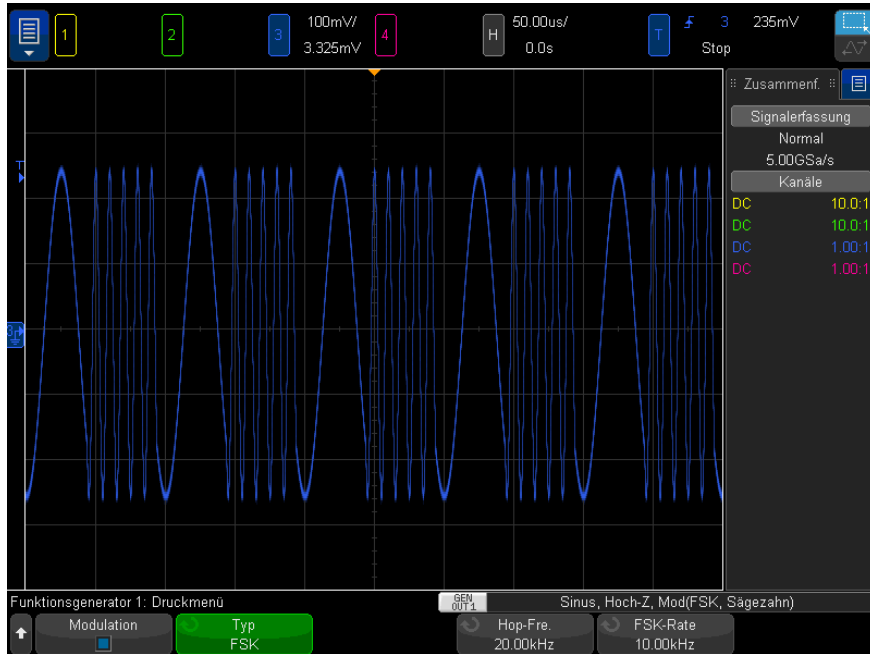 1
2
3
100mV/
3.325mV
4
H
50.00us/
0.0s
T
3
235mV
Stop
Zusammenf.
Signalerfassung
Normal
5.00GSa/s
Kanäle
DC 10.0:1
DC 10.0:1
DC 1.00:1
DC 1.00:1
T
3
Funktionsgenerator 1: Druckmenü
GEN
OUT1
Sinus, Hoch-Z, Mod(FSK, Sägezahn)
Modulation
Typ
FSK
Hop-Fre.
20.00kHz
FSK-Rate
10.00kHz